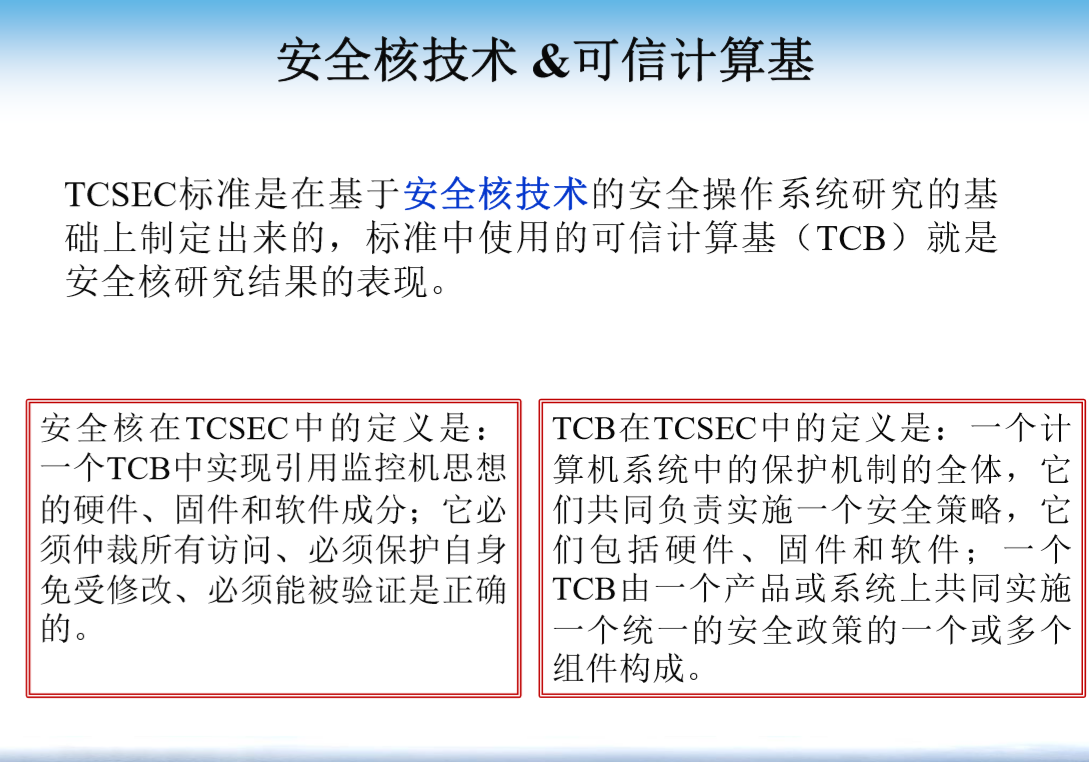 安全核技术 &可信计算基
TCSEC标准是在基于安全核技术的安全操作系统研究的基
础上制定出来的，标准中使用的可信计算基（TCB）就是
安全核研究结果的表现。
安全核在TCSEC中的定义是：
一个TCB中实现引用监控机思想
的硬件、固件和软件成分；它必
须仲裁所有访问、必须保护自身
免受修改、必须能被验证是正确
的。
TCB在TCSEC中的定义是：一个计
算机系统中的保护机制的全体，它
们共同负责实施一个安全策略，它
们包括硬件、固件和软件；一个
TCB由一个产品或系统上共同实施
一个统一的安全政策的一个或多个
组件构成。